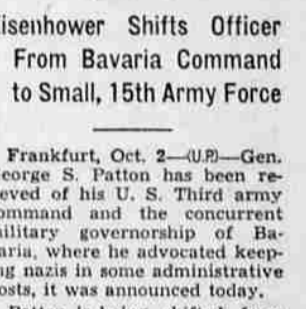 isenhower Shifts Officer
From Bavaria Command
to Small, 15th Army Force
Frankfurt, Oct. 2—(U.P.)—Gen.
eorge S. Patton has been re-
eved of his U. S. Third army
ommand and the concurrent
ilitary governorship of Ba-
aria, where he advocated keep-
ng nazis in some administrative
osts, it was announced today.